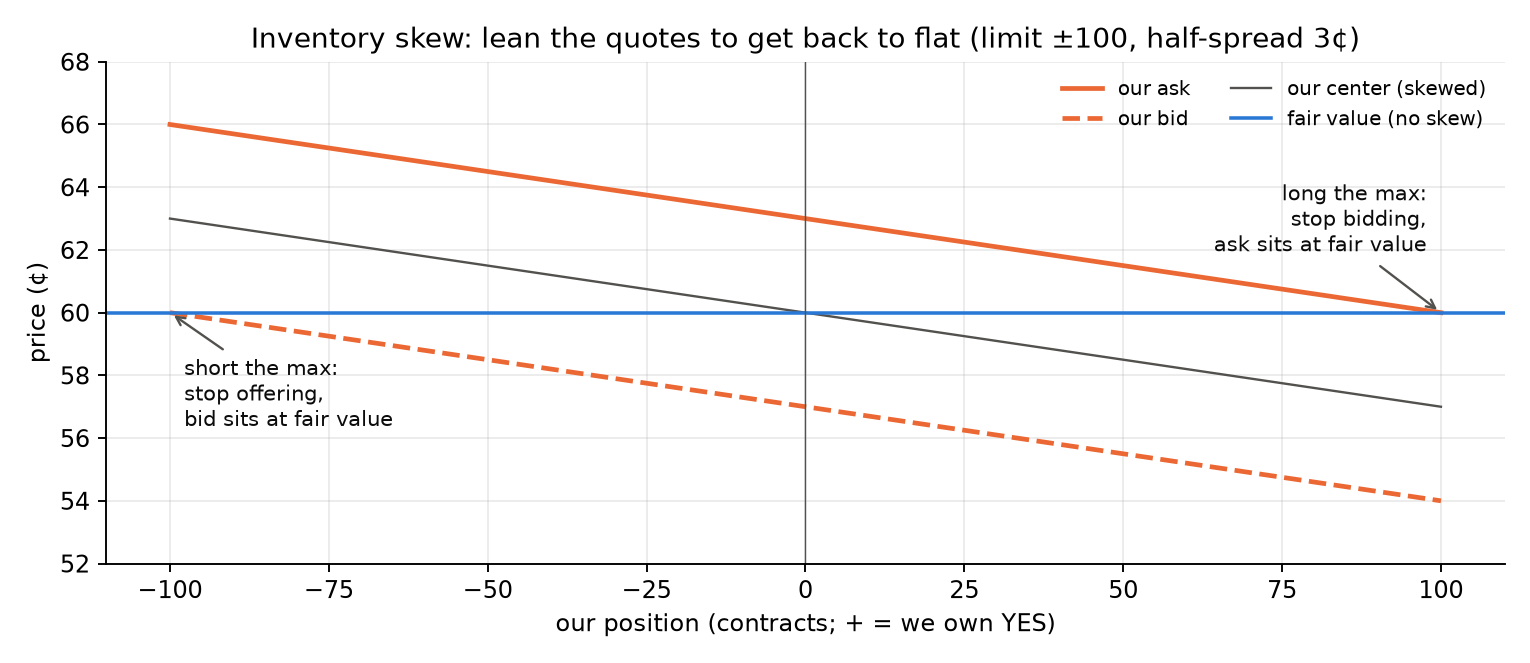 Inventory skew: lean the quotes to get back to flat (limit ±100, half-spread 3¢)
68
66
64
62
60
58
56
54
52
price (¢)
our ask
our bid
our center (skewed)
fair value (no skew)
long the max:
stop bidding,
ask sits at fair value
short the max:
stop offering,
bid sits at fair value
−100
−75
−50
−25
0
25
50
75
100
our position (contracts; + = we own YES)